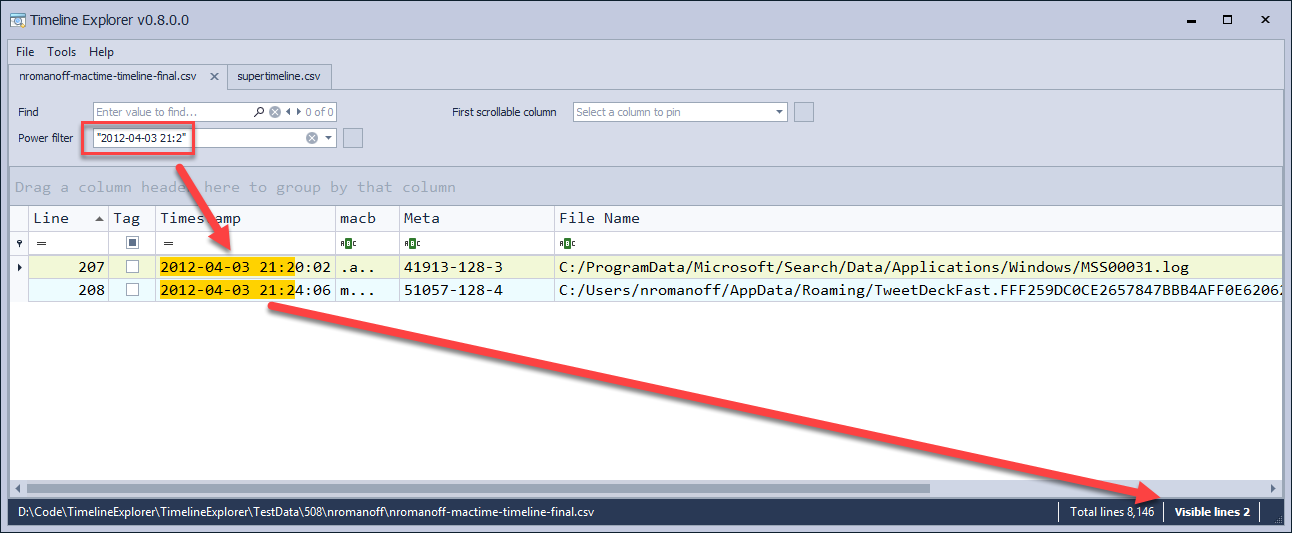 Timeline Explorer v0.8.0.0
File Tools Help
nromanoff-mactime-timeline-final.csv supertimeline.csv
Find Enter value to find... 0 of 0 First scrollable column Select a column to pin
Power filter "2012-04-03 21:2"
Drag a column header here to group by that column
Line Tag Timestamp macb Meta File Name
= = ABC ABC ABC
207 2012-04-03 21:20:02 .a.. 41913-128-3 C:/ProgramData/Microsoft/Search/Data/Applications/Windows/MSS00031.log
208 2012-04-03 21:24:06 m... 51057-128-4 C:/Users/nromanoff/AppData/Roaming/TweetDeckFast.FFF259DC0CE2657847BBB4AFF0E62062
D:\Code\TimelineExplorer\TimelineExplorer\TestData\508\nromanoff\nromanoff-mactime-timeline-final.csv Total lines 8,146 Visible lines 2